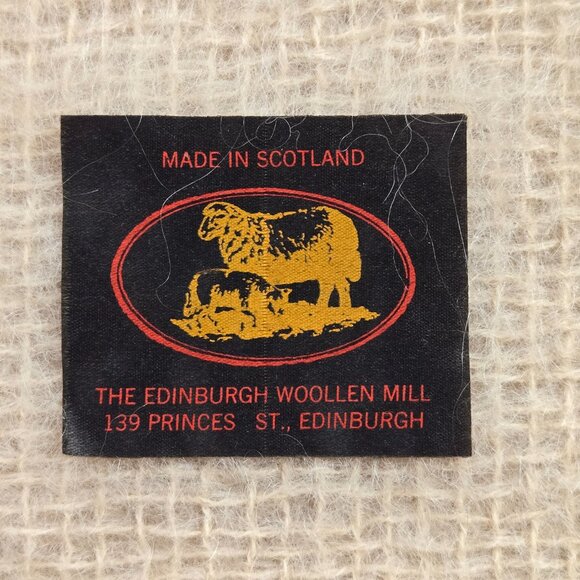 MADE IN SCOTLAND
THE EDINBURGH WOOLLEN MILL
139 PRINCES ST., EDINBURGH